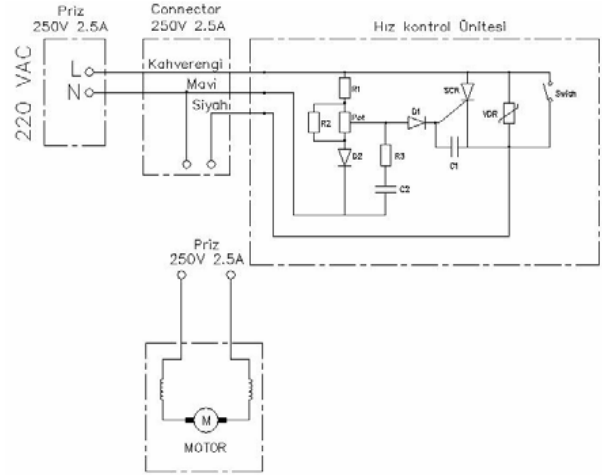 Priz
250V 2.5A
Connector
250V 2.5A
Hız kontrol Ünitesi
220 VAC
L
N
Kahverengi
Mavi
Siyah
R1
R2
Pot
D1
SCR
VDR
Swich
D2
R3
C1
C2
Priz
250V 2.5A
M
MOTOR